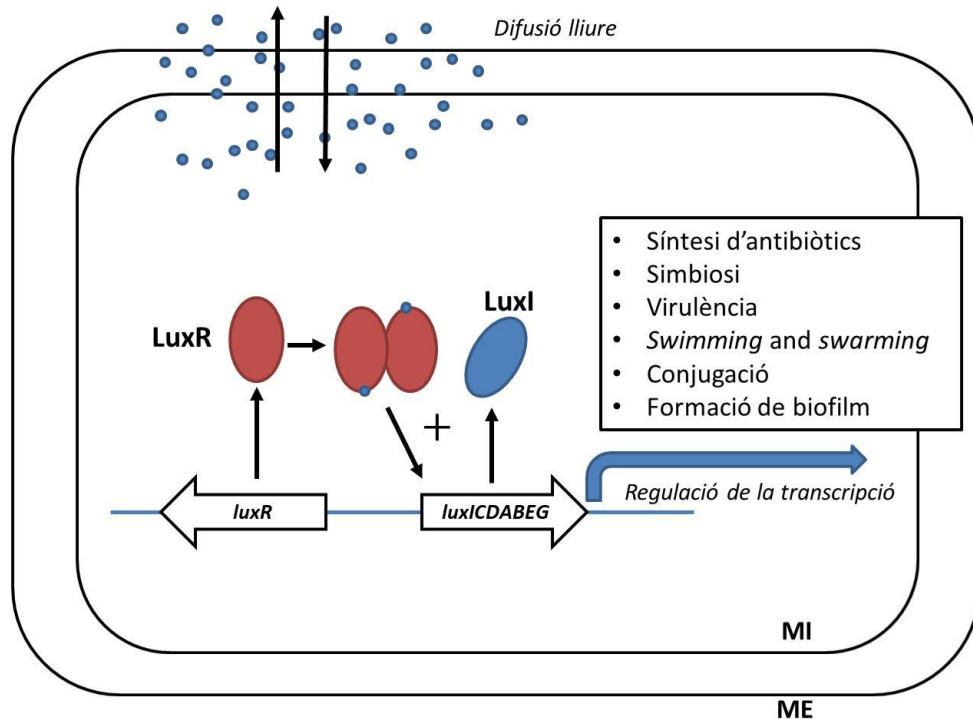 Difusió lliure
• Síntesi d'antibiòtics
• Simbiosi
• Virulència
• Swimming and swarming
• Conjugació
• Formació de biofilm
LuxI
LuxR
+
Regulació de la transcripció
luxR
luxICDABEG
MI
ME